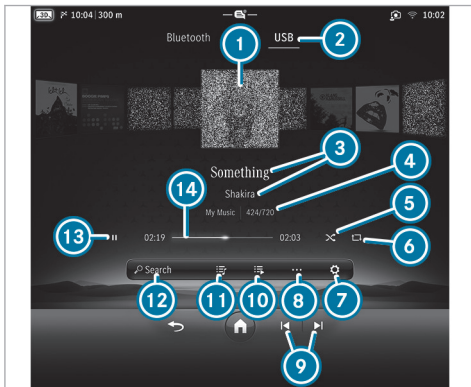 3D 10:04 300 m 10:02
Bluetooth USB
1 2
Something 3
Shakira 4
My Music 424/720
14 5
13 02:19 02:03 6
Search
12 11 10 8 7
9